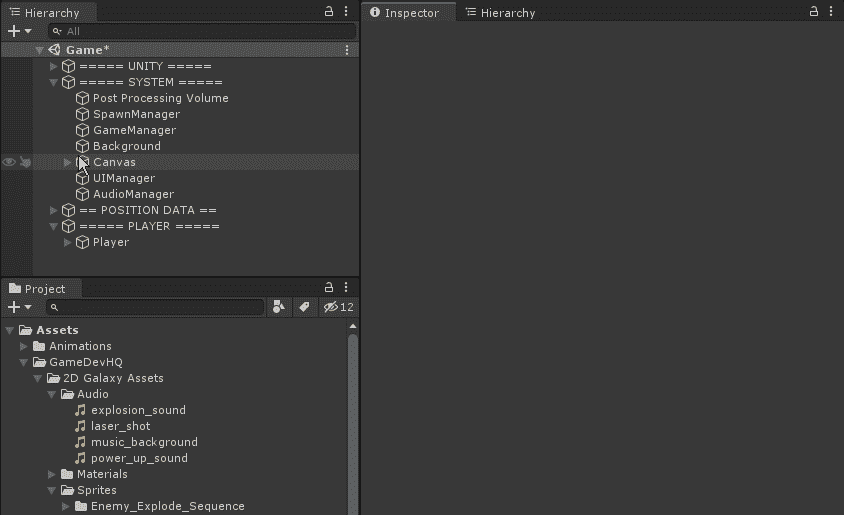 Hierarchy
All
Game*
===== UNITY =====
===== SYSTEM =====
Post Processing Volume
SpawnManager
GameManager
Background
Canvas
UIManager
AudioManager
== POSITION DATA ==
===== PLAYER =====
Player
Project
12
Assets
Animations
GameDevHQ
2D Galaxy Assets
Audio
explosion_sound
laser_shot
music_background
power_up_sound
Materials
Sprites
Enemy_Explode_Sequence
Inspector
Hierarchy